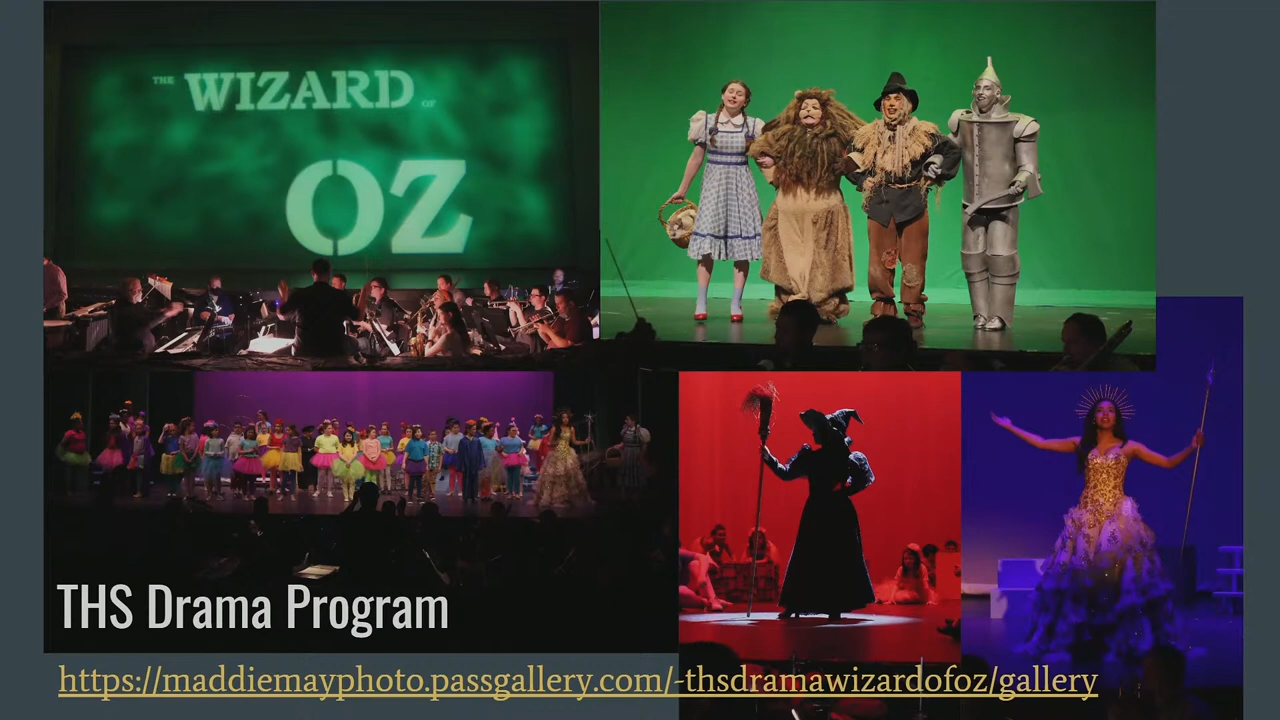 THE WIZARD OF
OZ
THS Drama Program
https://maddiemayphoto.passgallery.com/-thsdramawizardofoz/gallery